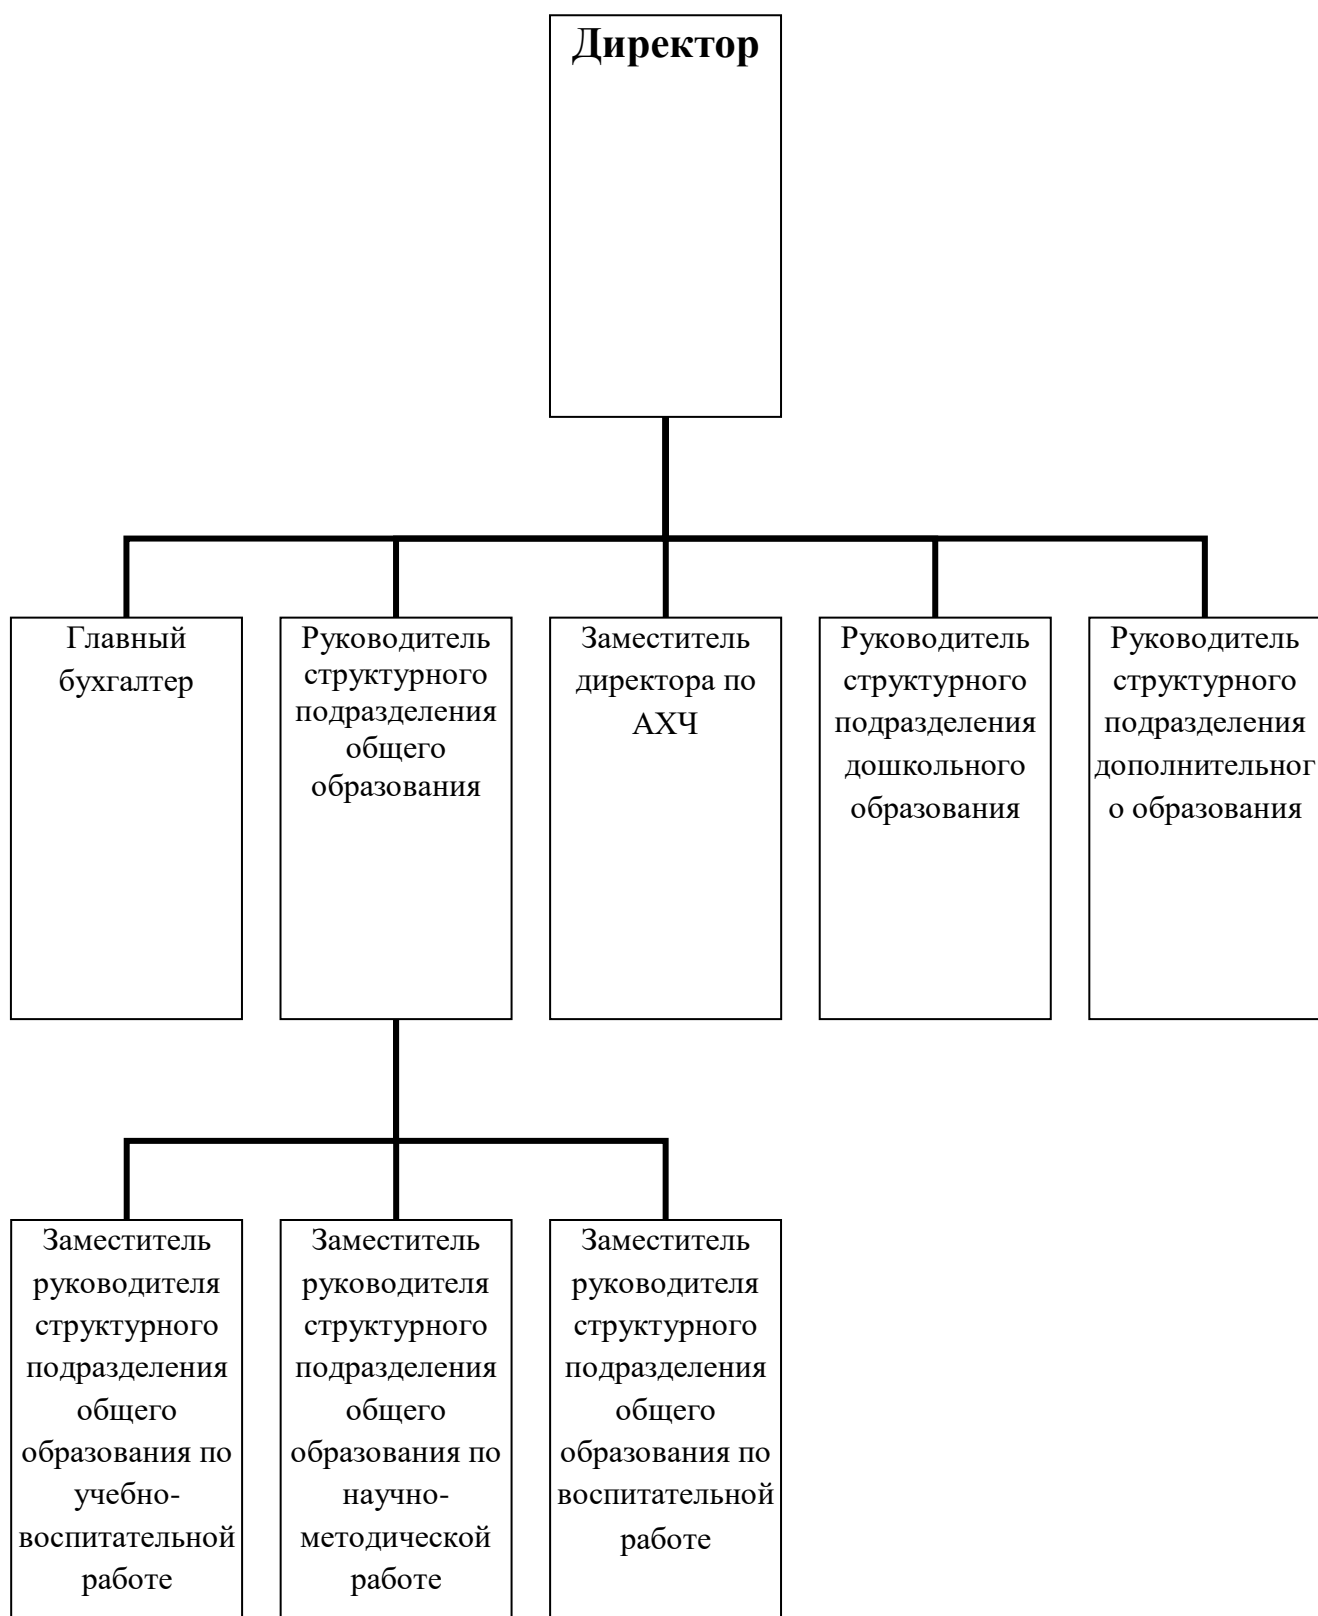 Директор
Главный
бухгалтер
Руководитель
структурного
подразделения
общего
образования
Заместитель
директора по
АХЧ
Руководитель
структурного
подразделения
дошкольного
образования
Руководитель
структурного
подразделения
дополнительног
о образования
Заместитель
руководителя
структурного
подразделения
общего
образования по
учебно-
воспитательной
работе
Заместитель
руководителя
структурного
подразделения
общего
образования по
научно-
методической
работе
Заместитель
руководителя
структурного
подразделения
общего
образования по
воспитательной
работе